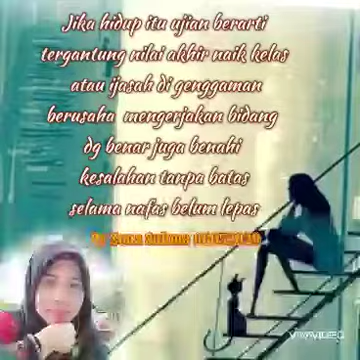 Jika hidup itu ujian berarti
tergantung nilai akhir naik kelas
atau ijasah di genggaman
berusaha mengerjakan bidang
dg benar juga benahi
kesalahan tanpa batas
selama nafas belum lepas
VIVAVIDEO